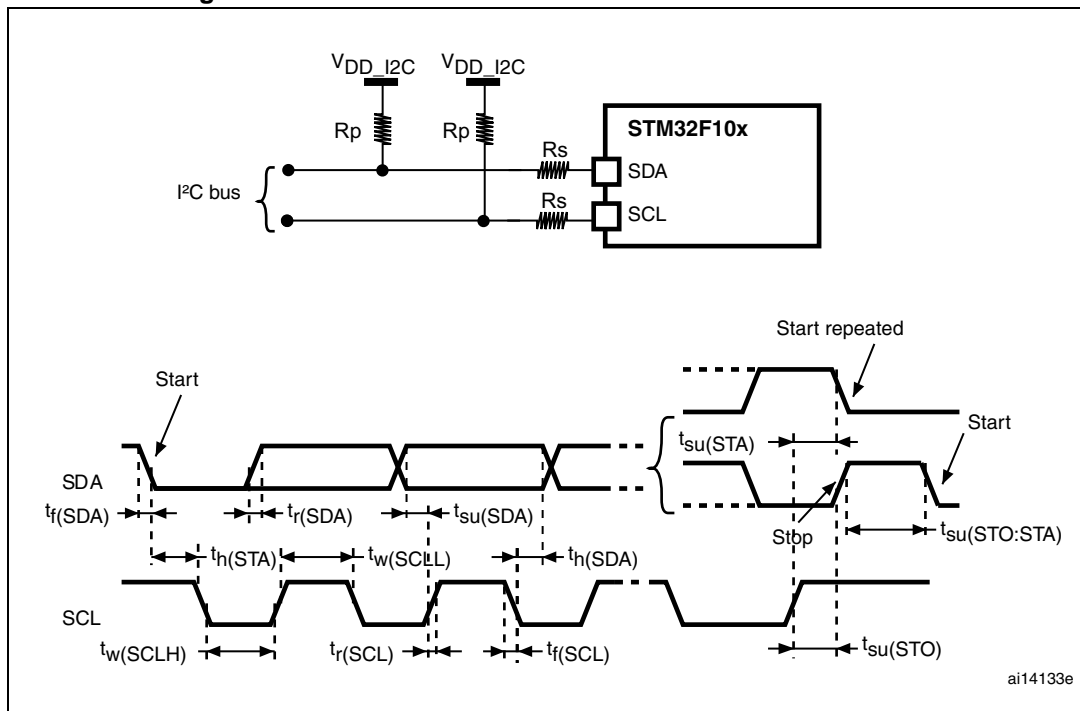 VDD_I2C VDD_I2C
Rp Rp
STM32F10x
Rs
SDA
I²C bus
Rs
SCL
Start repeated
Start
Start
tsu(STA)
SDA
tf(SDA) tr(SDA) tsu(SDA)
Stop
tsu(STO:STA)
th(STA) tw(SCLL) th(SDA)
SCL
tw(SCLH) tr(SCL) tf(SCL) tsu(STO)
ai14133e